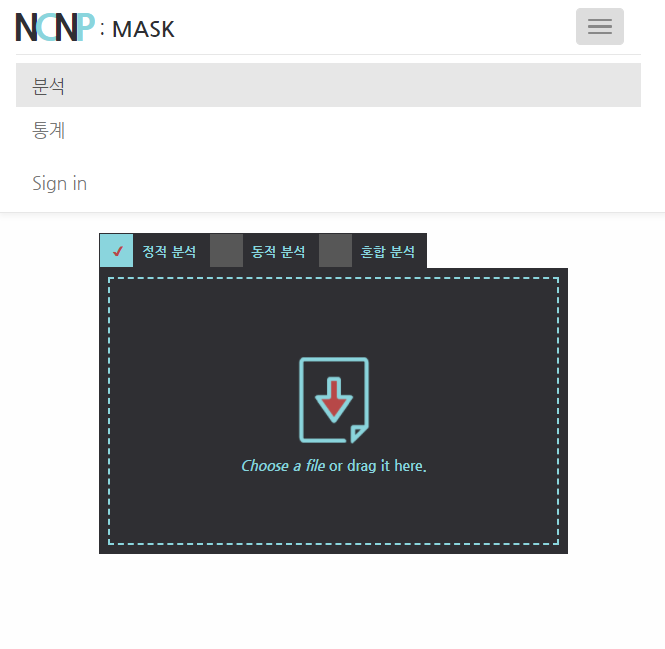 NCNP : MASK
분석
통계
Sign in
정적 분석 동적 분석 혼합 분석
Choose a file or drag it here.